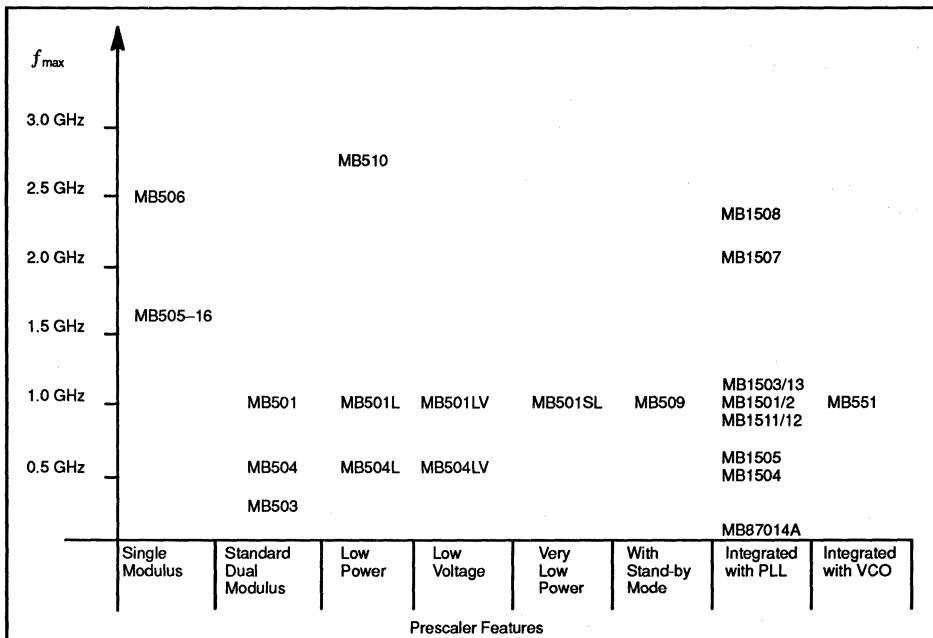 fmax
3.0 GHz
MB510
2.5 GHz
MB506
MB1508
2.0 GHz
MB1507
MB505–16
1.5 GHz
MB1503/13
1.0 GHz
MB501
MB501L
MB501LV
MB501SL
MB509
MB1501/2
MB551
MB1511/12
MB1505
0.5 GHz
MB504
MB504L
MB504LV
MB1504
MB503
MB87014A
Single
Modulus
Standard
Dual
Modulus
Low
Power
Low
Voltage
Very
Low
Power
With
Stand-by
Mode
Integrated
with PLL
Integrated
with VCO
Prescaler Features